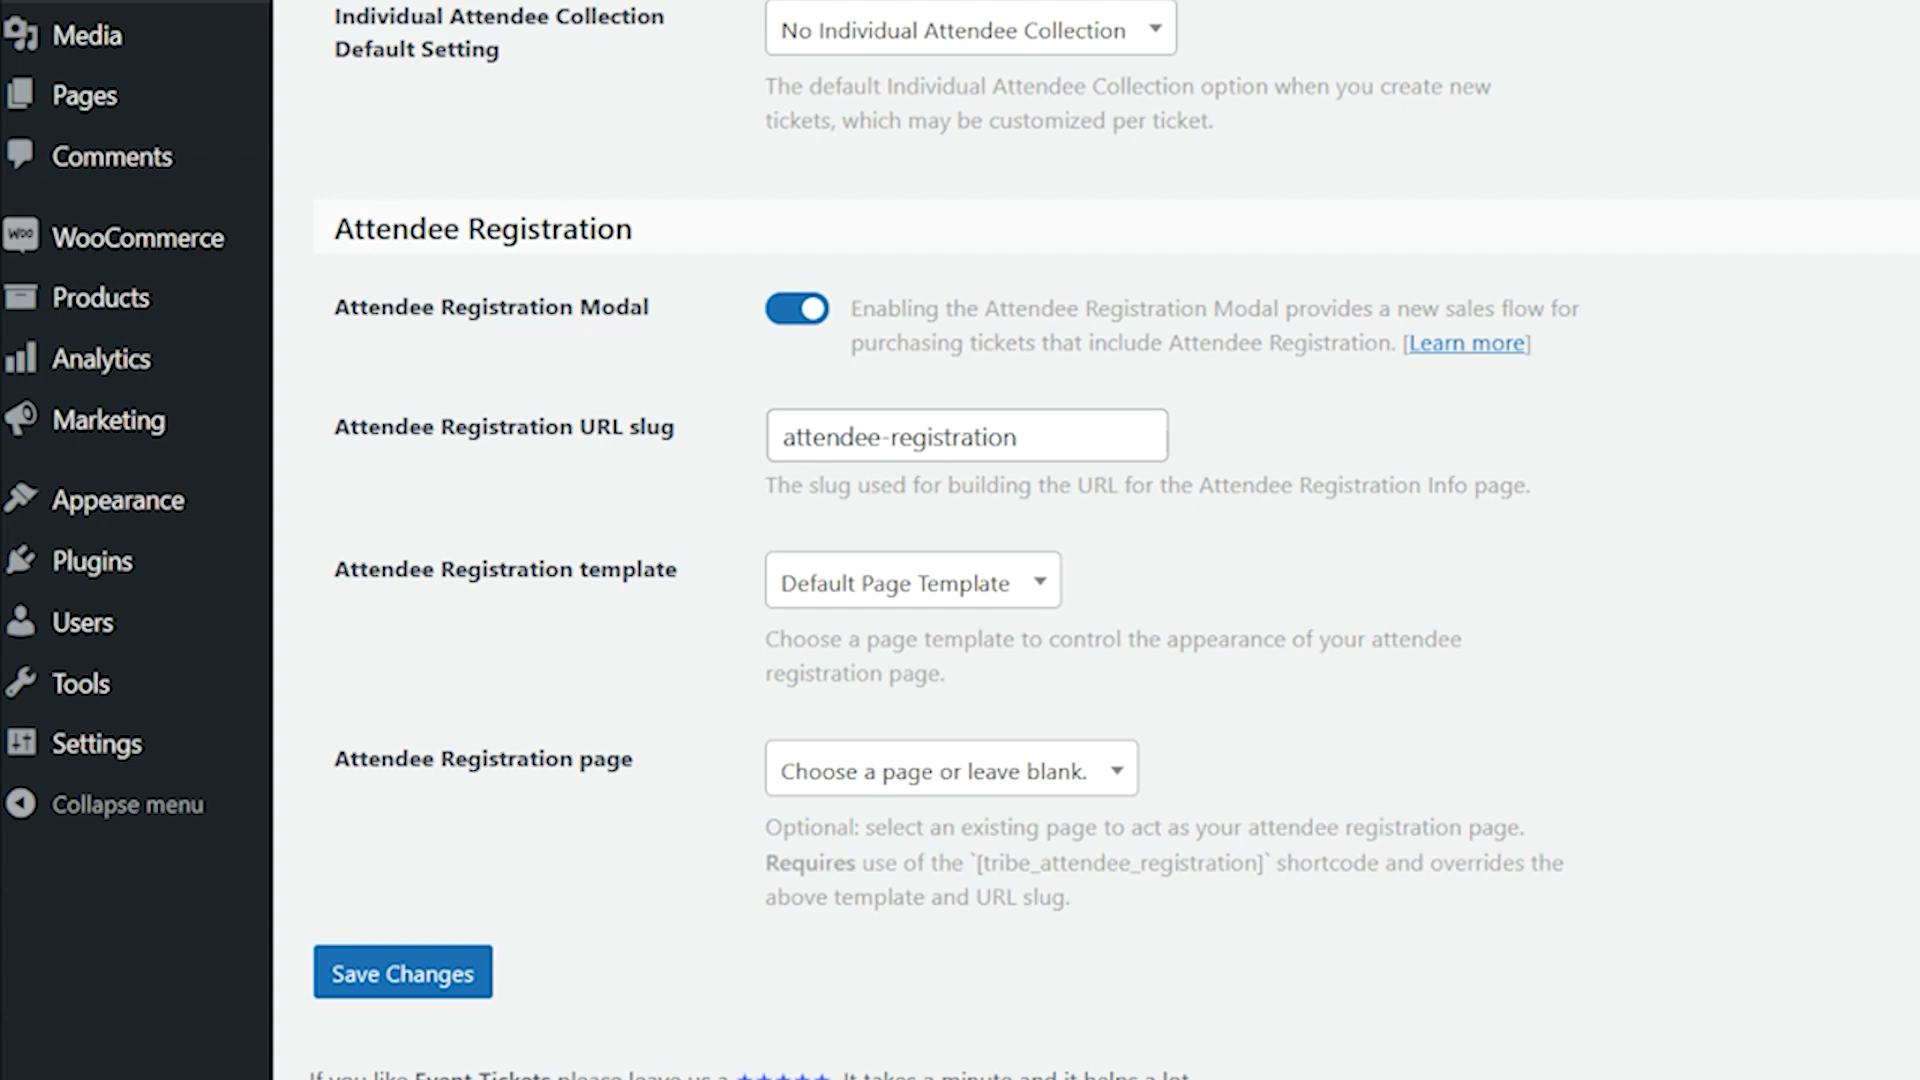 Media
Pages
Comments
WOO
WooCommerce
Products
Analytics
Marketing
Appearance
Plugins
Users
Tools
Settings
Collapse menu
Individual Attendee Collection
Default Setting
No Individual Attendee Collection
The default Individual Attendee Collection option when you create new
tickets, which may be customized per ticket.
Attendee Registration
Attendee Registration Modal
Enabling the Attendee Registration Modal provides a new sales flow for
purchasing tickets that include Attendee Registration. [Learn more]
Attendee Registration URL slug
attendee-registration
The slug used for building the URL for the Attendee Registration Info page.
Attendee Registration template
Default Page Template
Choose a page template to control the appearance of your attendee
registration page.
Attendee Registration page
Choose a page or leave blank.
Optional: select an existing page to act as your attendee registration page.
Requires use of the `[tribe_attendee_registration]` shortcode and overrides the
above template and URL slug.
Save Changes
If you like Event Tickets please leave us a ★★★★★. It takes a minute and it helps a lot.